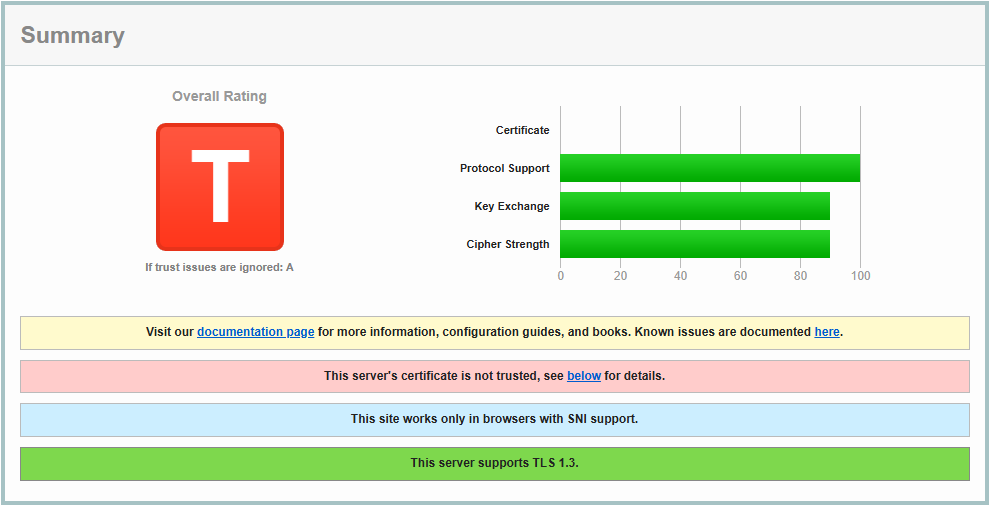 Summary
Overall Rating
T
If trust issues are ignored: A
Certificate
Protocol Support
Key Exchange
Cipher Strength
0 20 40 60 80 100
Visit our documentation page for more information, configuration guides, and books. Known issues are documented here.
This server's certificate is not trusted, see below for details.
This site works only in browsers with SNI support.
This server supports TLS 1.3.